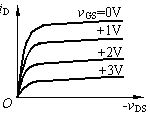 iD
vGS=0V
+1V
+2V
+3V
O
-vDS